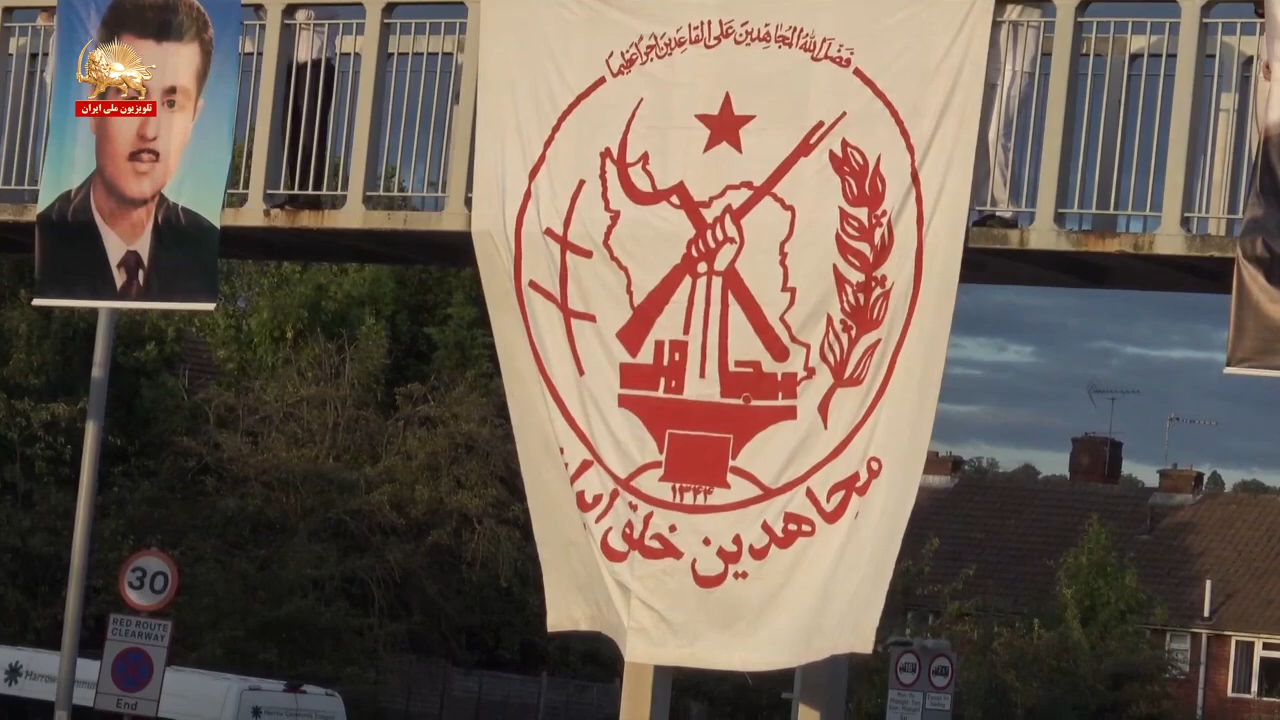 تلویزیون ملی ایران
فَضَّلَ اللهُ المُجاهِدینَ عَلَی القاعِدینَ اَجراً عَظیما
۱۳۴۴
مجاهدین خلق ایران
30
RED ROUTE
CLEARWAY
End
Harrow